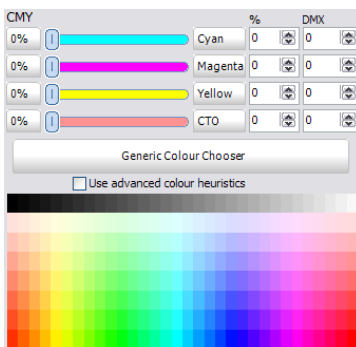 CMY % DMX
0% Cyan 0 0
0% Magenta 0 0
0% Yellow 0 0
0% CTO 0 0
Generic Colour Chooser
Use advanced colour heuristics